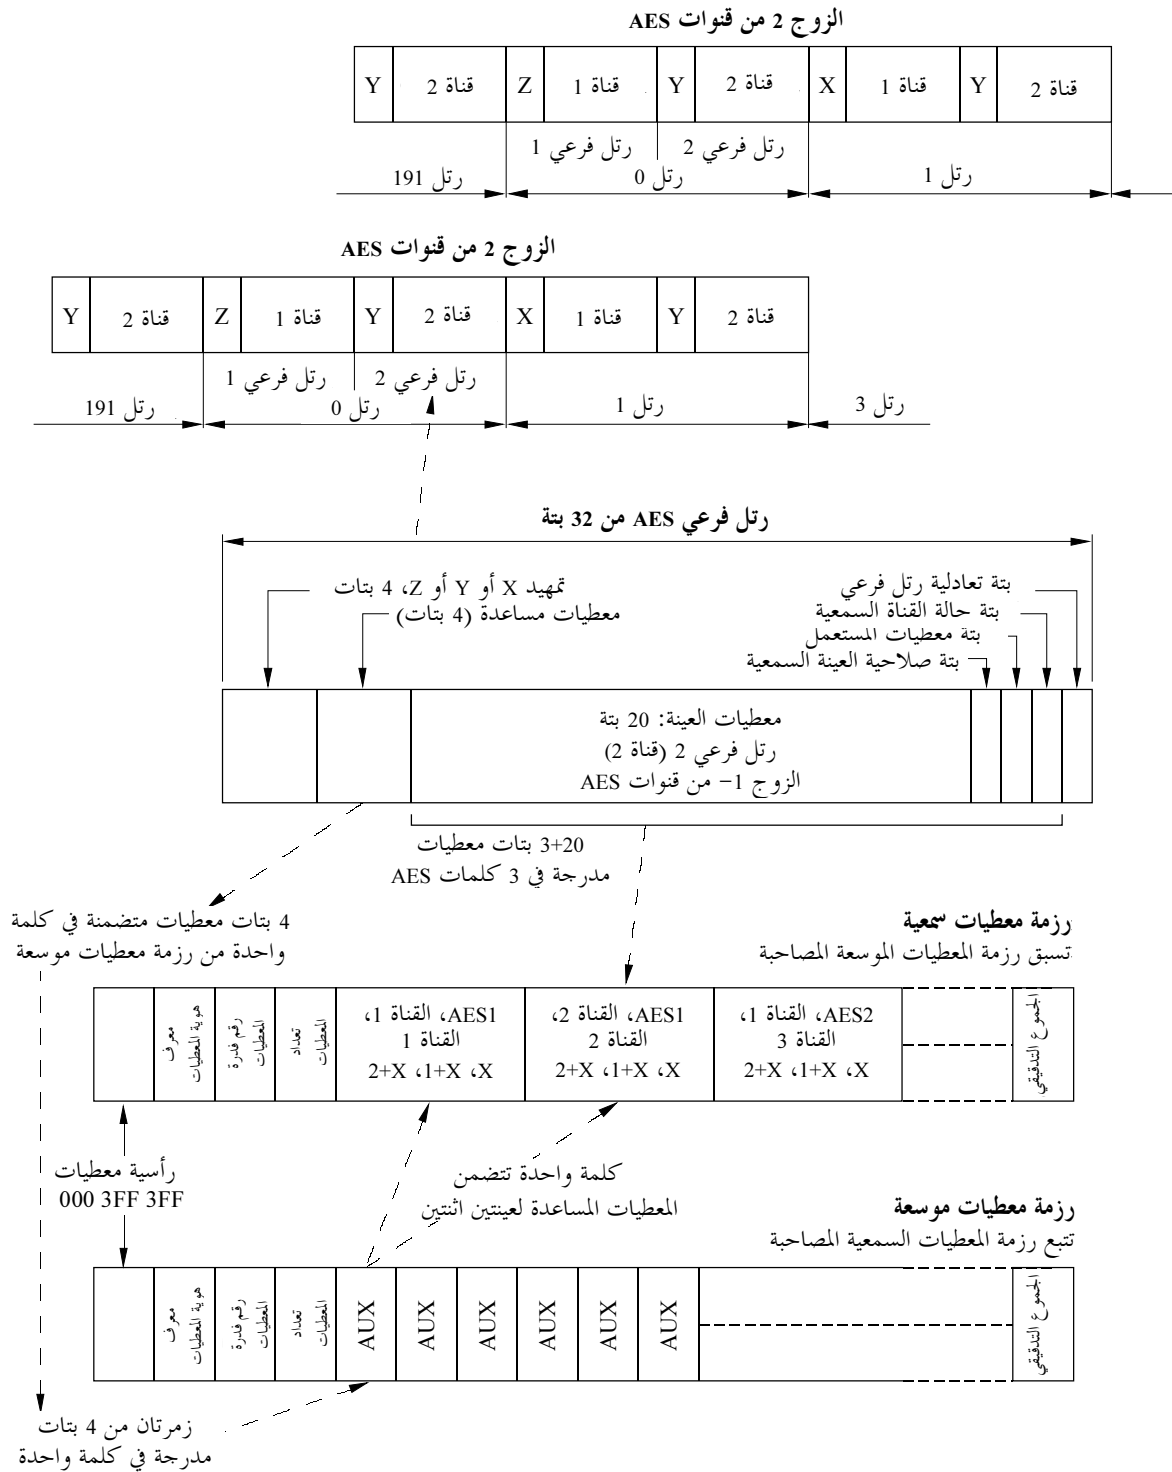 الزوج 2 من قنوات AES
Y
قناة 2
Z
قناة 1
Y
قناة 2
X
قناة 1
Y
قناة 2
رتل فرعي 1
رتل فرعي 2
رتل 191
رتل 0
رتل 1
الزوج 2 من قنوات AES
Y
قناة 2
Z
قناة 1
Y
قناة 2
X
قناة 1
Y
قناة 2
رتل فرعي 1
رتل فرعي 2
رتل 191
رتل 0
رتل 1
رتل 3
رتل فرعي AES من 32 بتة
تمهيد X أو Y أو Z، 4 بتات
معطيات مساعدة (4 بتات)
بتة تعادلية رتل فرعي
بتة حالة القناة السمعية
بتة معطيات المستعمل
بتة صلاحية العينة السمعية
معطيات العينة: 20 بتة
رتل فرعي 2 (قناة 2)
الزوج 1− من قنوات AES
3+20 بتات معطيات
مدرجة في 3 كلمات AES
4 بتات معطيات متضمنة في كلمة
واحدة من رزمة معطيات موسعة
رزمة معطيات سمعية
تسبق رزمة المعطيات الموسعة المصاحبة
معرف
هوية المعطيات
رقم فدرة
المعطيات
تعداد
المعطيات
AES1، القناة 1،
القناة 1
X، X+1، X+2
AES1، القناة 2،
القناة 2
X، X+1، X+2
AES2، القناة 1،
القناة 3
X، X+1، X+2
المجموع التدقيقي
رأسية معطيات
000 3FF 3FF
كلمة واحدة تتضمن
المعطيات المساعدة لعينتين اثنتين
رزمة معطيات موسعة
تتبع رزمة المعطيات السمعية المصاحبة
معرف
هوية المعطيات
رقم فدرة
المعطيات
تعداد
المعطيات
AUX
AUX
AUX
AUX
AUX
AUX
المجموع التدقيقي
زمرتان من 4 بتات
مدرجة في كلمة واحدة